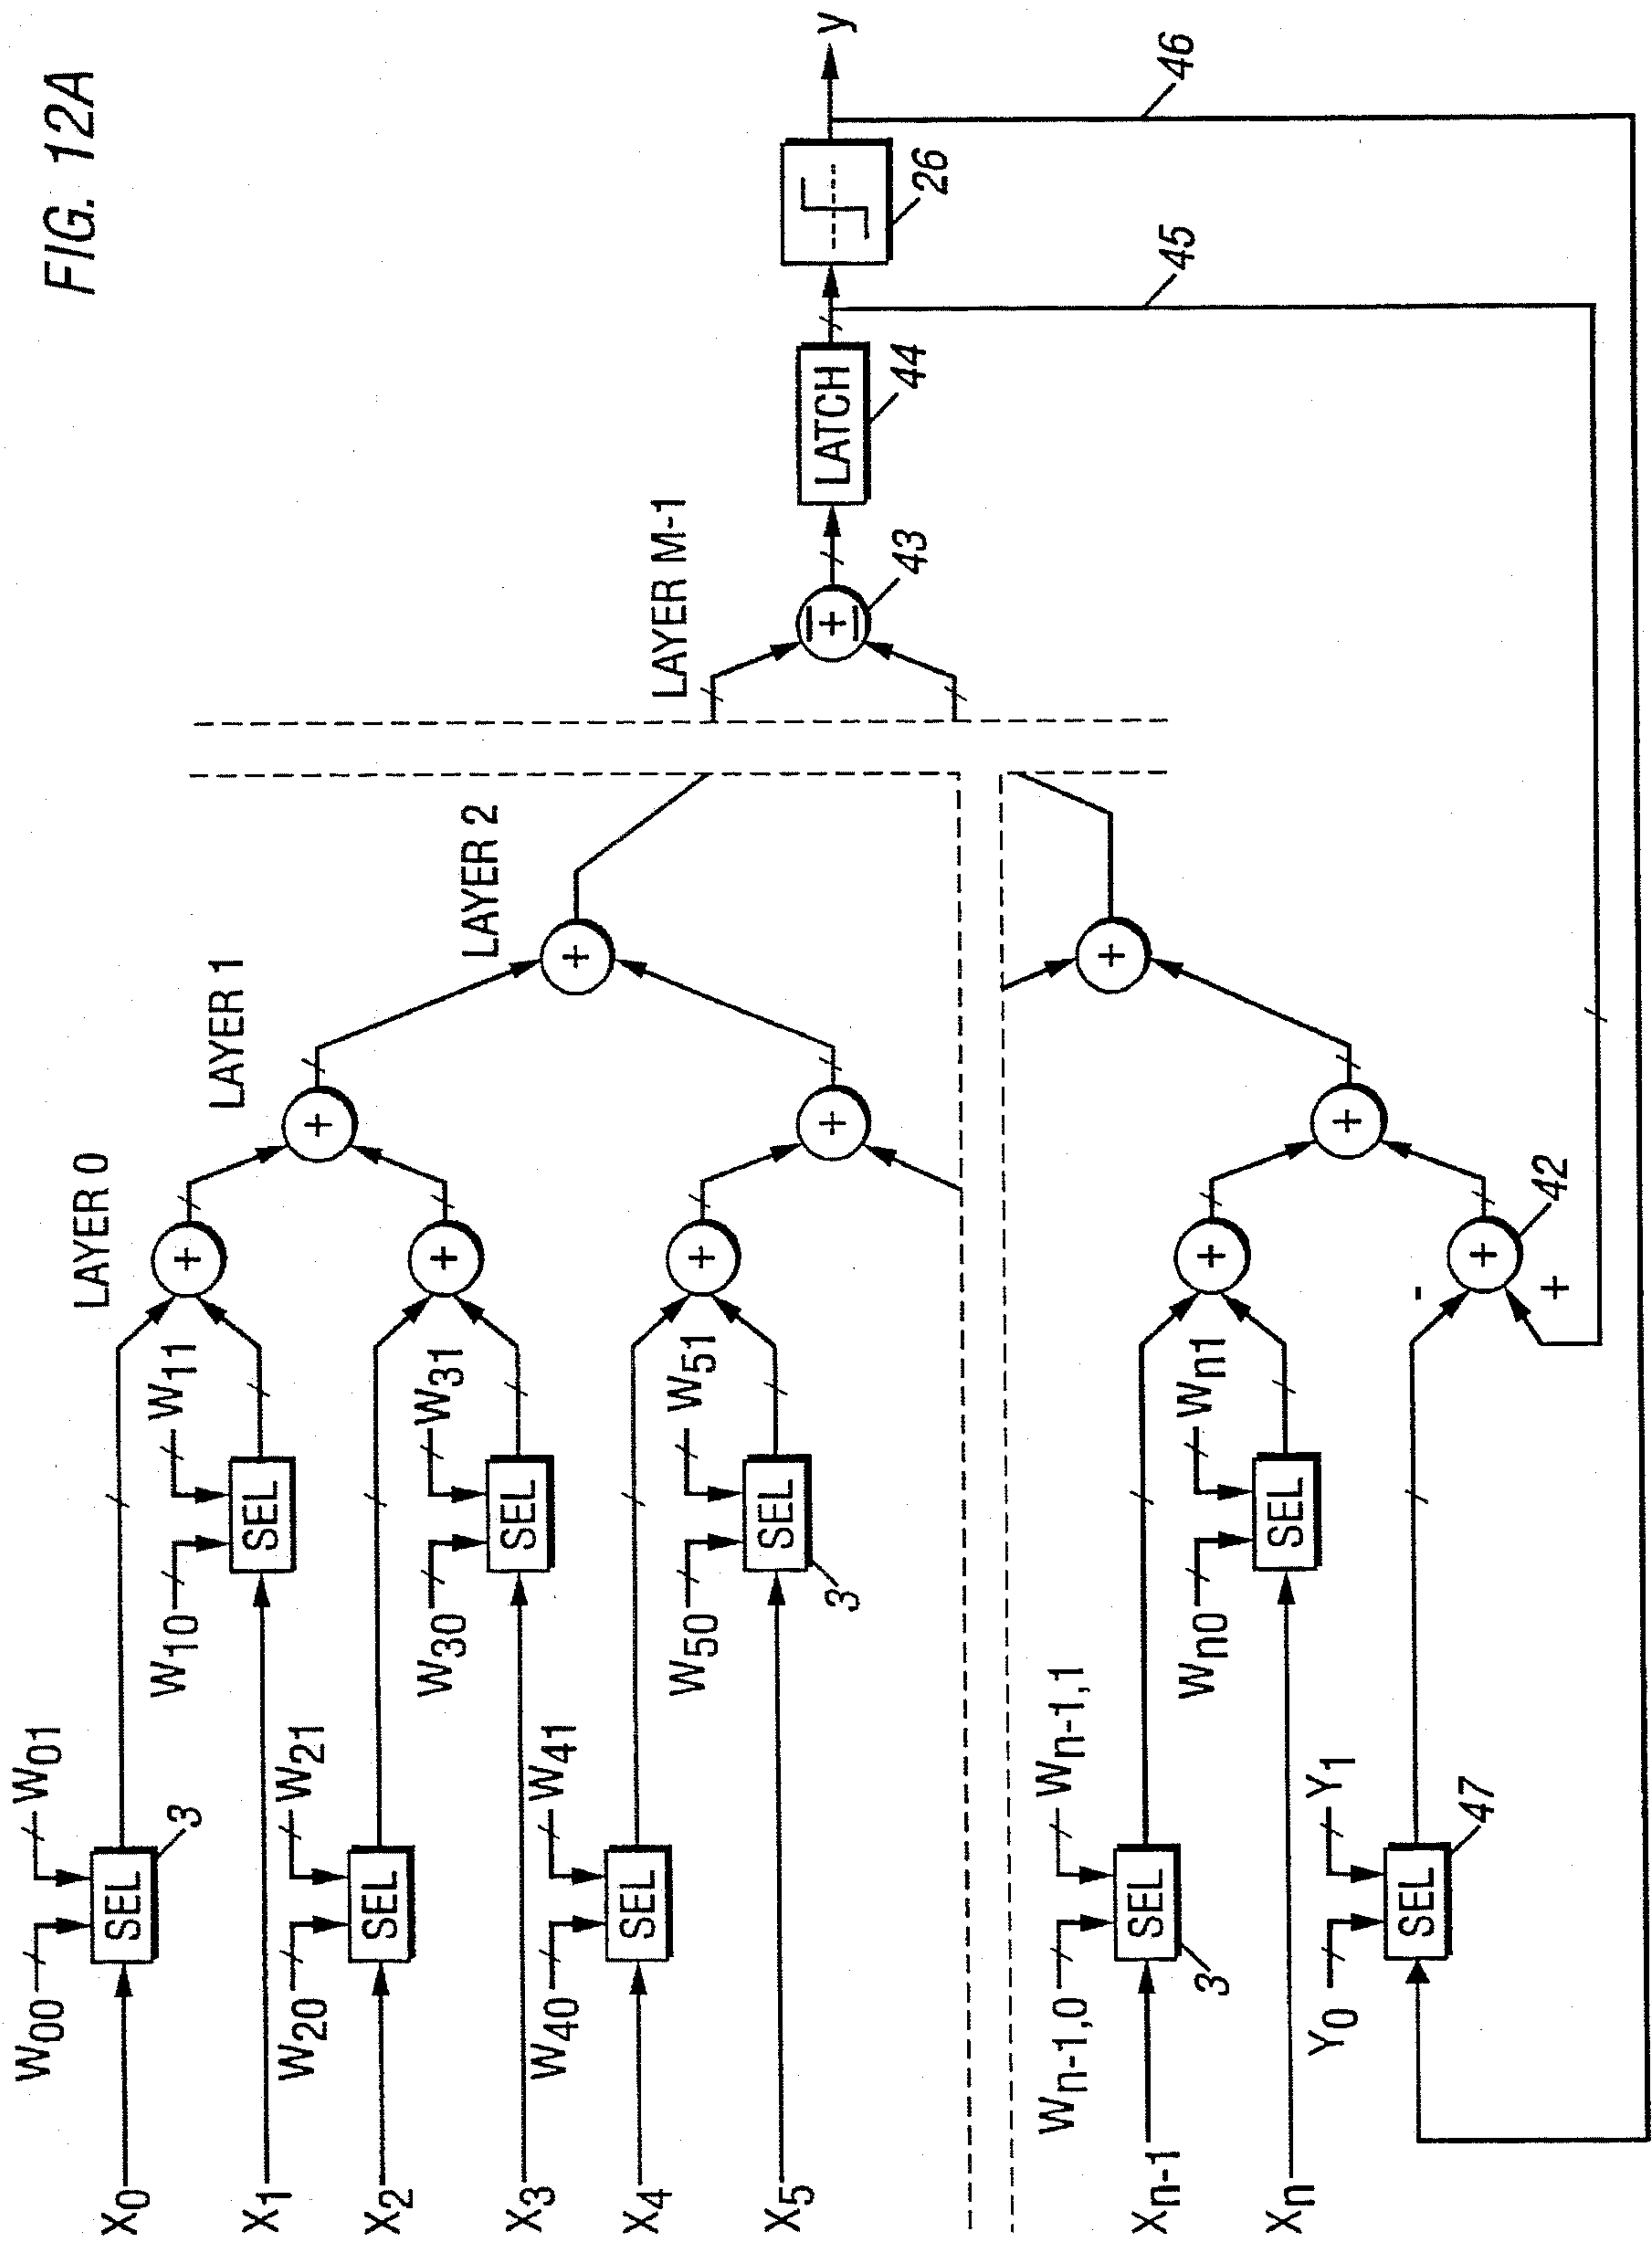 FIG. 12A
LAYER 0
LAYER 1
LAYER 2
LAYER M-1
X0
W00
W01
SEL
3
X1
W10
W11
SEL
+
+
X2
W20
W21
SEL
X3
W30
W31
SEL
+
+
X4
W40
W41
SEL
X5
W50
W51
SEL
3
+
+
+
43
LATCH
44
26
y
45
46
Xn-1
Wn-1,0
Wn-1,1
SEL
3
Xn
Wn0
Wn1
SEL
+
+
+
Y0
Y1
SEL
47
-
+
+
42